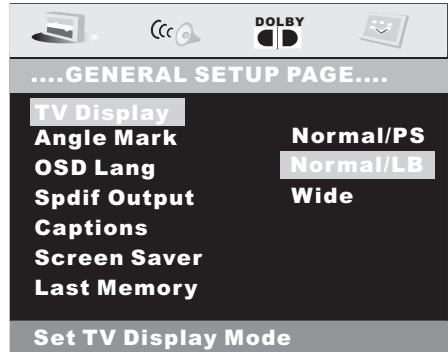 DOLBY
....GENERAL SETUP PAGE....
TV Display
Angle Mark Normal/PS
OSD Lang Normal/LB
Spdif Output Wide
Captions
Screen Saver
Last Memory
Set TV Display Mode